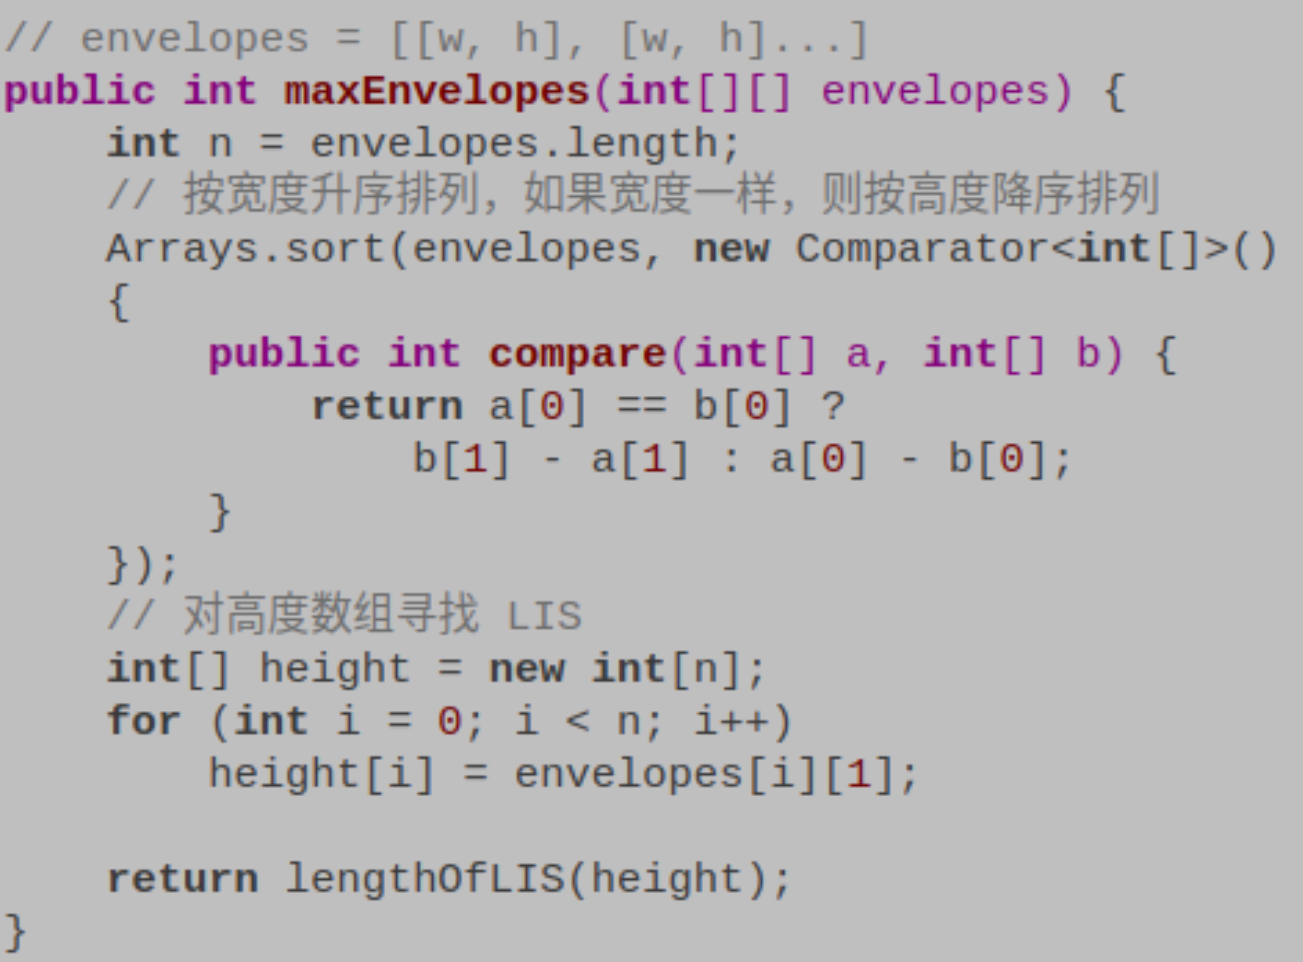 // envelopes = [[w, h], [w, h]...]
public int maxEnvelopes(int[][] envelopes) {
    int n = envelopes.length;
    // 按宽度升序排列，如果宽度一样，则按高度降序排列
    Arrays.sort(envelopes, new Comparator<int[]>()
    {
        public int compare(int[] a, int[] b) {
            return a[0] == b[0] ?
                b[1] - a[1] : a[0] - b[0];
        }
    });
    // 对高度数组寻找 LIS
    int[] height = new int[n];
    for (int i = 0; i < n; i++)
        height[i] = envelopes[i][1];

    return lengthOfLIS(height);
}